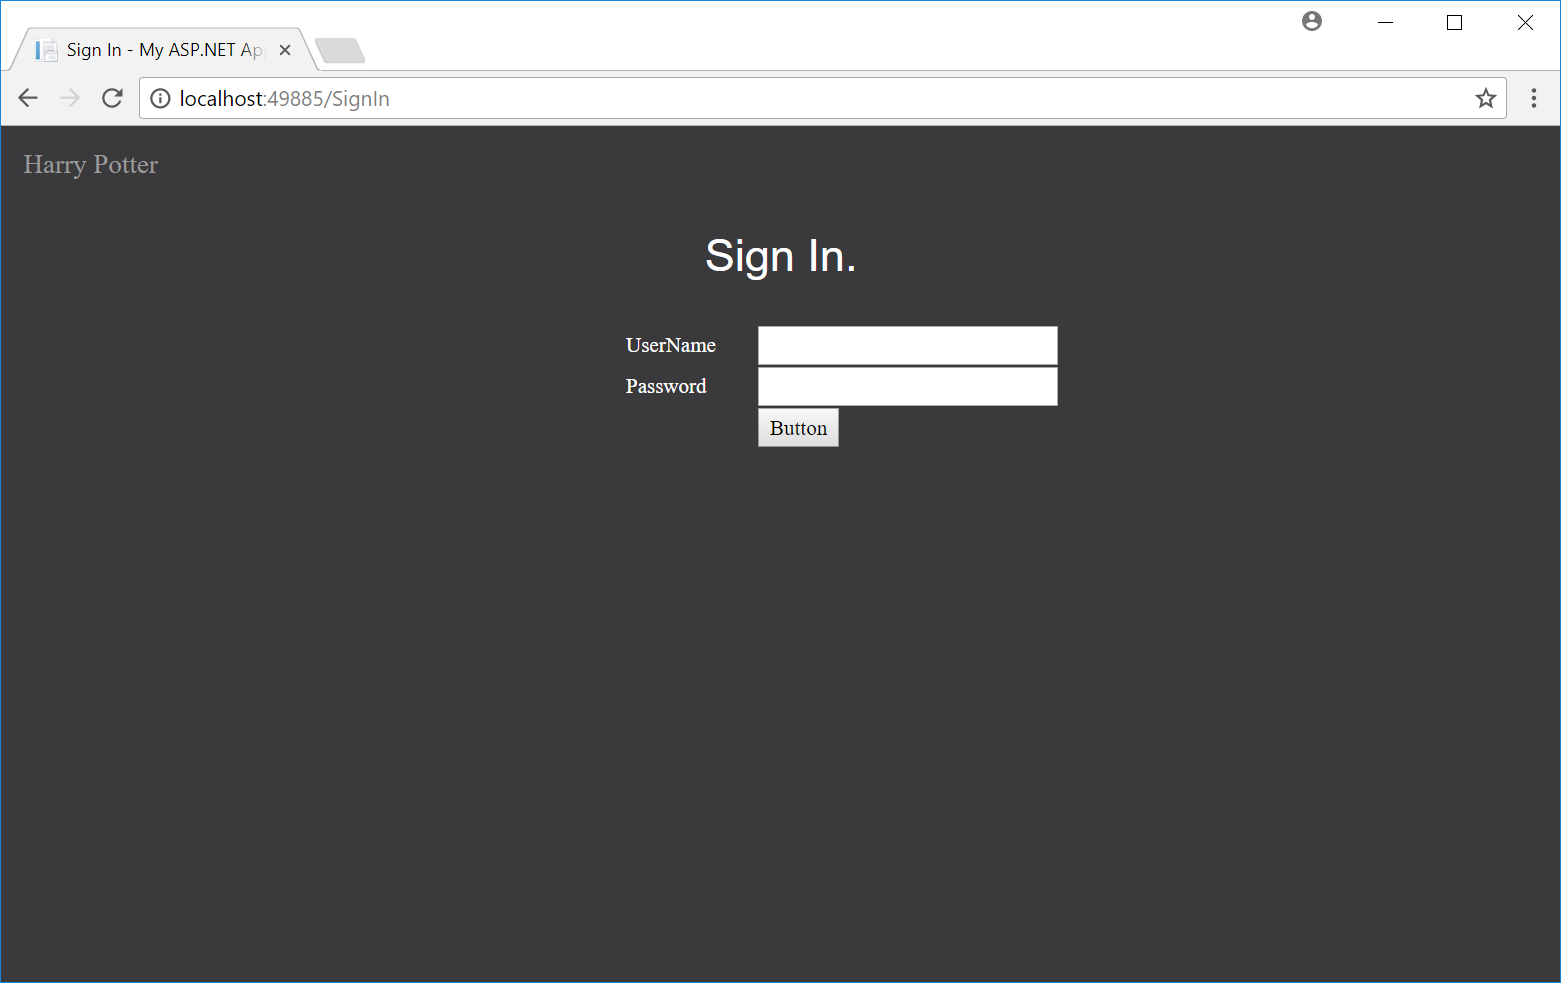 Sign In - My ASP.NET Ap
localhost:49885/SignIn
Harry Potter
Sign In.
UserName
Password
Button